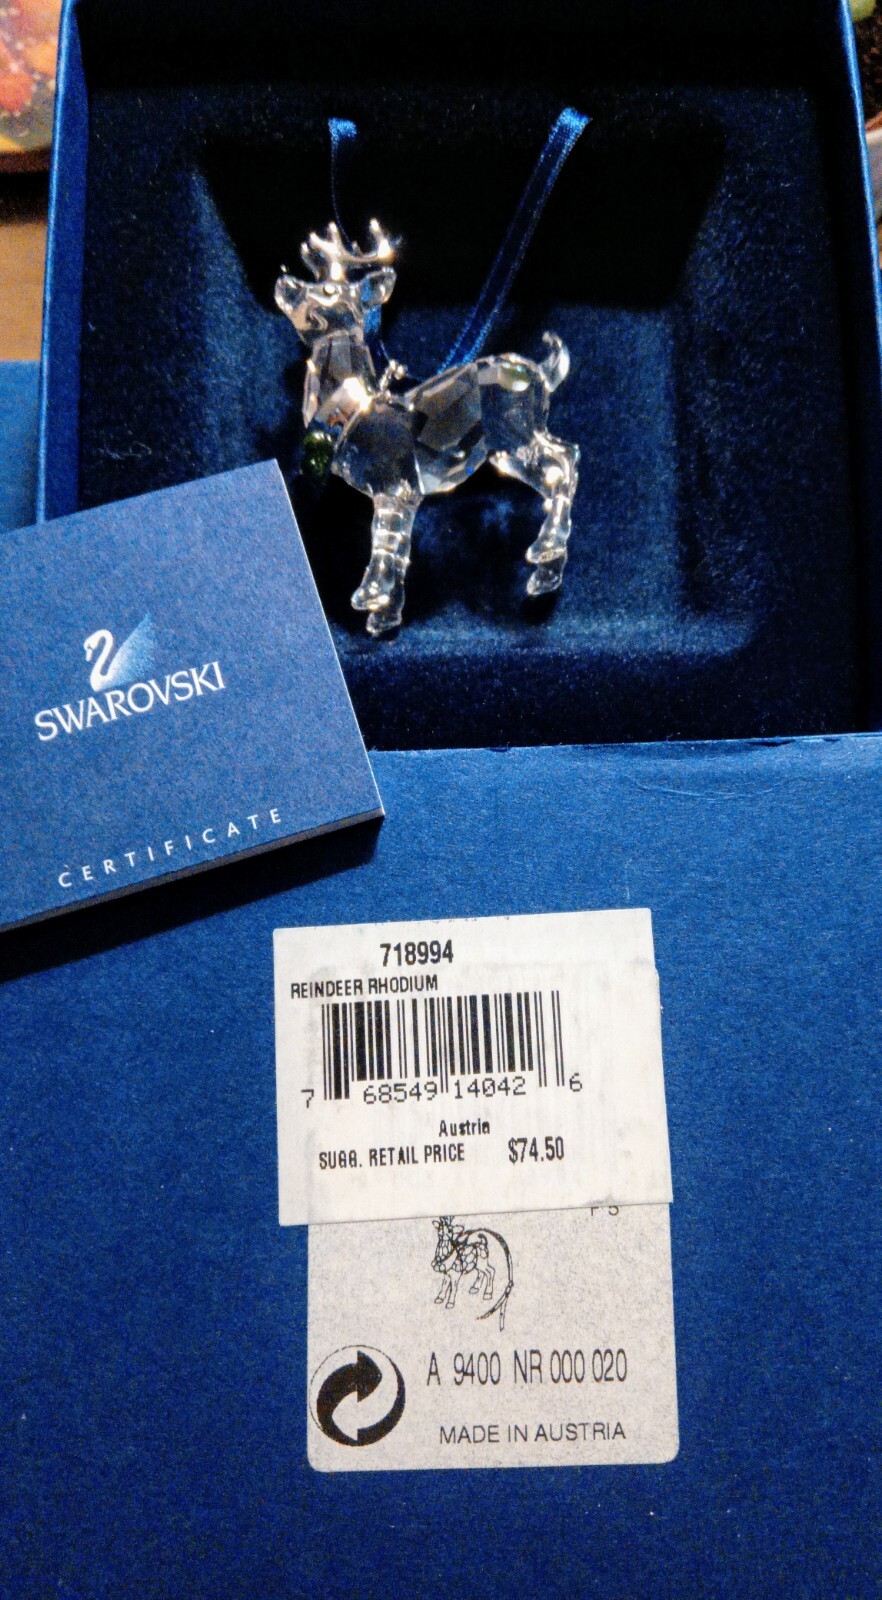 SWAROVSKI
CERTIFICATE
718994
REINDEER RHODIUM
7 68549 14042 6
Austria
SUGG. RETAIL PRICE $74.50
A 9400 NR 000 020
MADE IN AUSTRIA